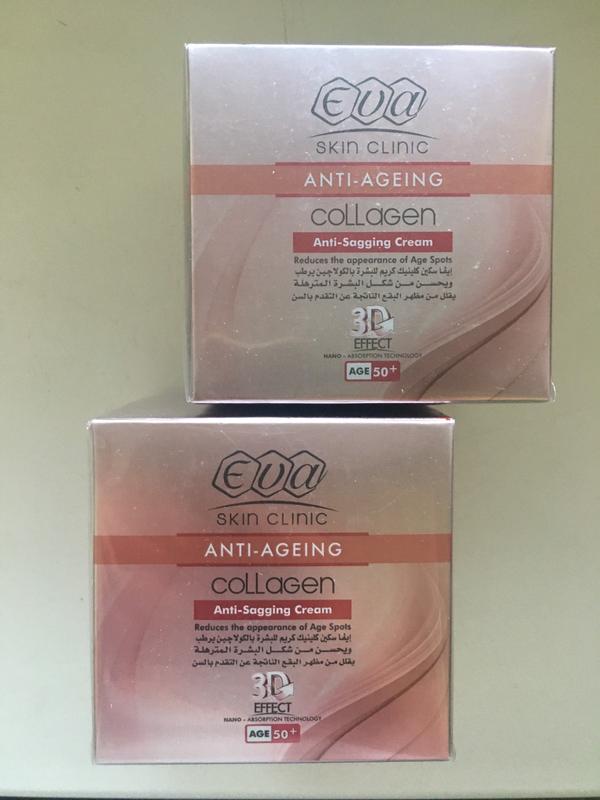 Eva
SKIN CLINIC
ANTI-AGEING
coLLagen
Anti-Sagging Cream
Reduces the appearance of Age Spots
إيفا سكين كلينيك كريم للبشرة بالكولاچين يرطب
ويحسن من شكل البشرة المترهلة
يقلل من مظهر البقع الناتجة عن التقدم بالسن
3D
EFFECT
NANO - ABSORPTION TECHNOLOGY
AGE 50+
Eva
SKIN CLINIC
ANTI-AGEING
coLLagen
Anti-Sagging Cream
Reduces the appearance of Age Spots
إيفا سكين كلينيك كريم للبشرة بالكولاچين يرطب
ويحسن من شكل البشرة المترهلة
يقلل من مظهر البقع الناتجة عن التقدم بالسن
3D
EFFECT
NANO - ABSORPTION TECHNOLOGY
AGE 50+